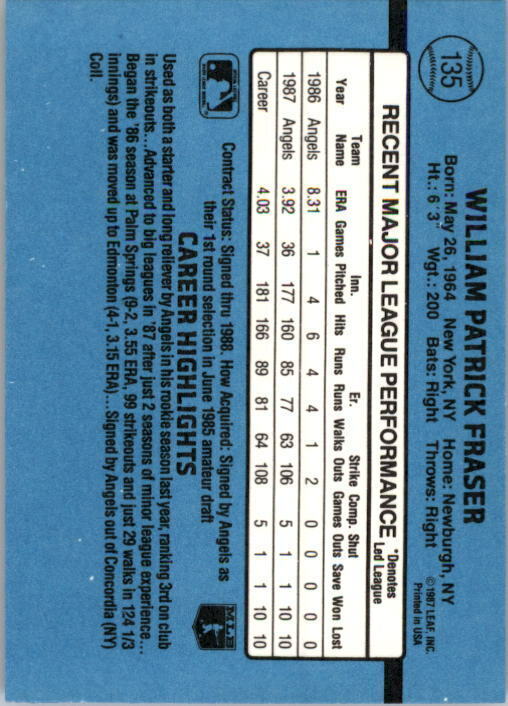 135
WILLIAM PATRICK FRASER
Born: May 26, 1964 New York, NY Home: Newburgh, NY
Ht.: 6'3" Wgt.: 200 Bats: Right Throws: Right
©1987 LEAF, INC.
Printed in USA
RECENT MAJOR LEAGUE PERFORMANCE *Denotes Led League
Year Team Name ERA Games Inn. Pitched Hits Runs Er. Runs Walks Strike Outs Comp. Games Shut Outs Save Won Lost
1986 Angels 8.31 1 4 6 4 4 1 2 0 0 0 0 0
1987 Angels 3.92 36 177 160 85 77 63 106 5 1 1 10 10
Career 4.03 37 181 166 89 81 64 108 5 1 1 10 10
Contract Status: Signed thru 1988. How Acquired: Signed by Angels as
their 1st round selection in June 1985 amateur draft
MLB
CAREER HIGHLIGHTS
Used as both a starter and long reliever by Angels in his rookie season last year, ranking 3rd on club
in strikeouts...Advanced to big leagues in '87 after just 2 seasons of minor league experience...
Began the '86 season at Palm Springs (9-2, 3.55 ERA, 99 strikeouts and just 29 walks in 124 1/3
innings) and was moved up to Edmonton (4-1, 3.15 ERA)...Signed by Angels out of Concordia (NY)
Coll.